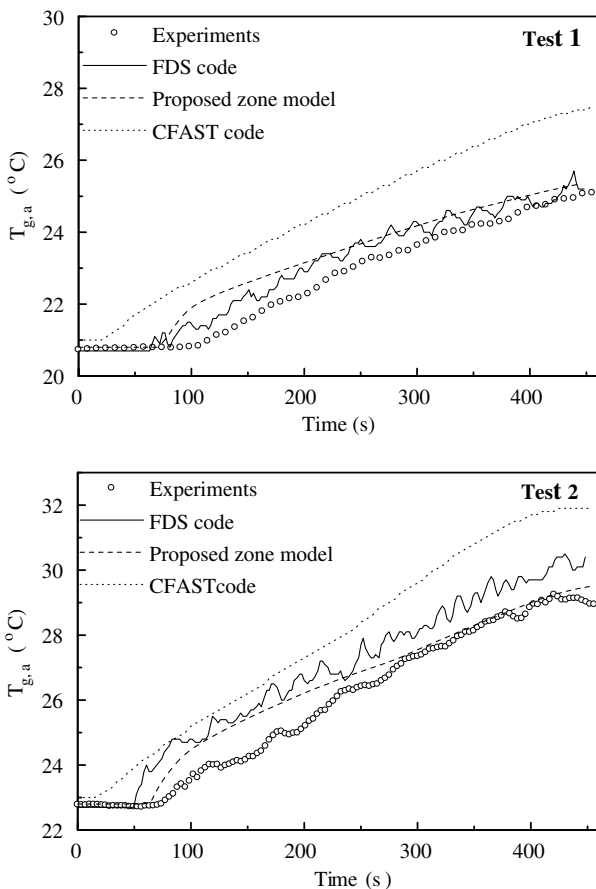 30
Test 1
Experiments
28
FDS code
Proposed zone model
CFAST code
26
T g, a ( °C)
24
22
20
0 100 200 300 400
Time (s)
32
Test 2
Experiments
FDS code
30
Proposed zone model
CFASTcode
28
T g, a ( °C)
26
24
22
0 100 200 300 400
Time (s)